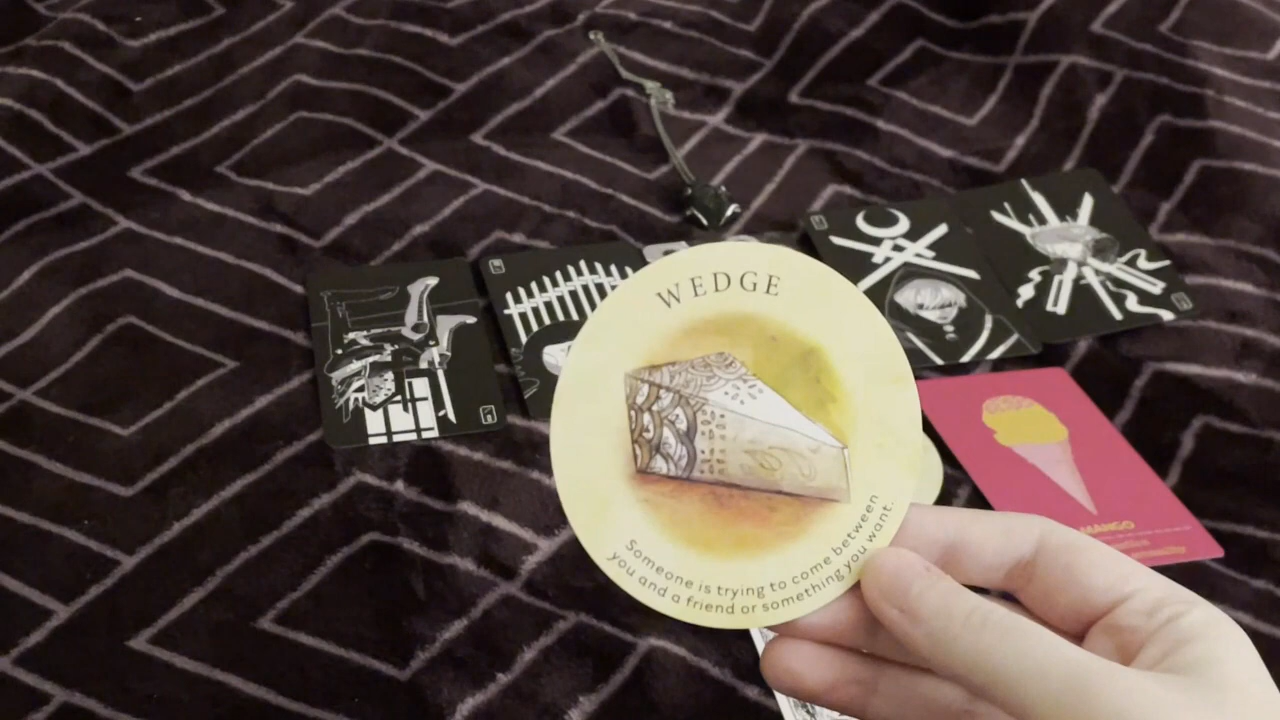 WEDGE
Someone is trying to come between
you and a friend or something you want.
MANGO